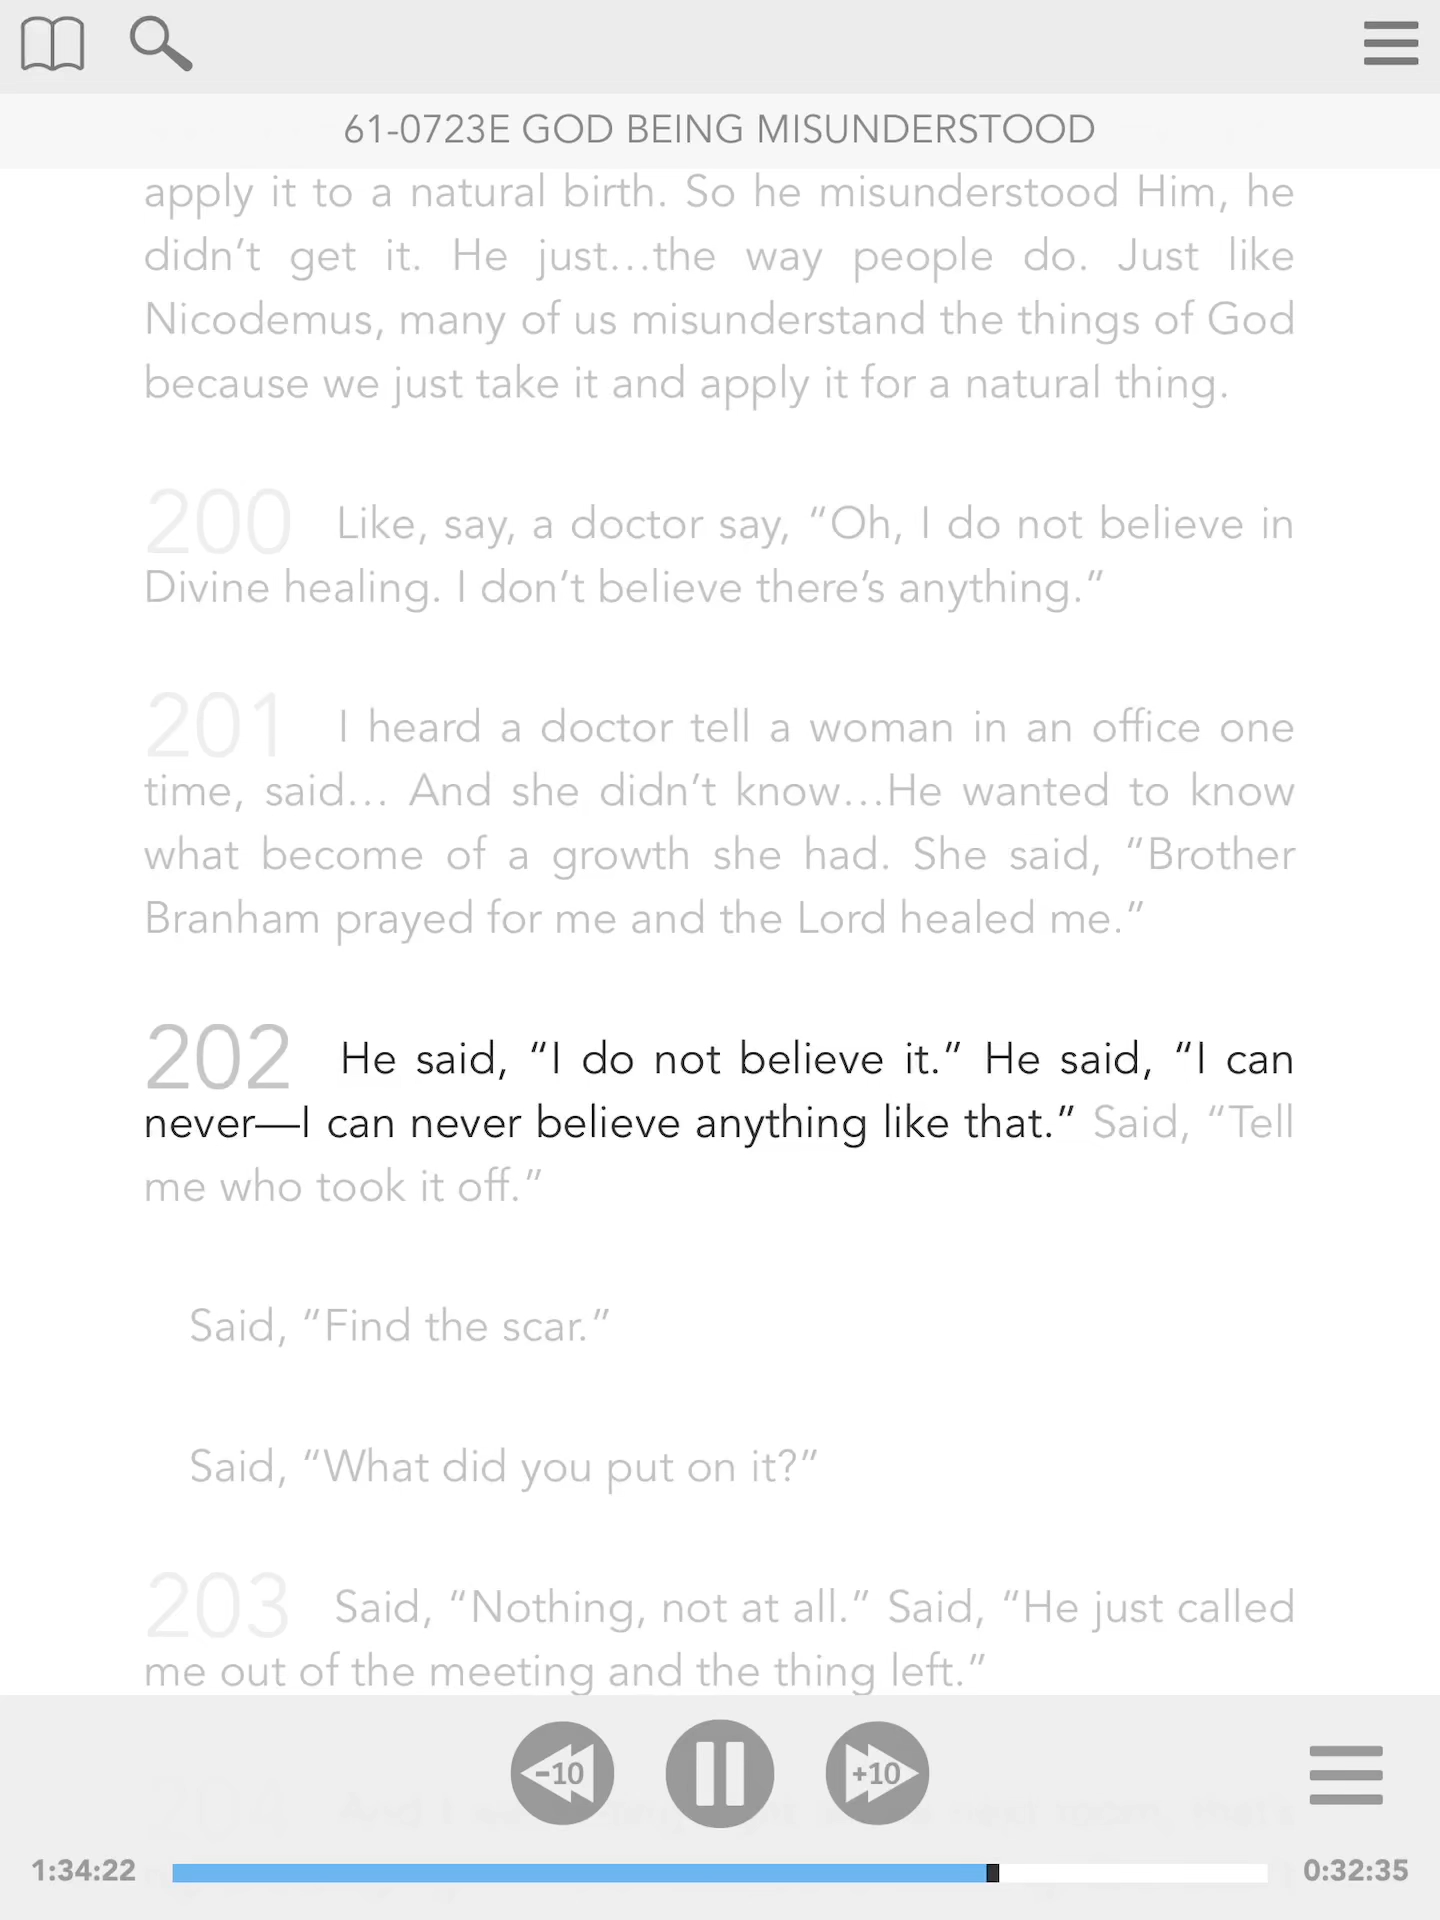 61-0723E GOD BEING MISUNDERSTOOD
apply it to a natural birth. So he misunderstood Him, he
didn’t get it. He just…the way people do. Just like
Nicodemus, many of us misunderstand the things of God
because we just take it and apply it for a natural thing.
200 Like, say, a doctor say, “Oh, I do not believe in
Divine healing. I don’t believe there’s anything.”
201 I heard a doctor tell a woman in an office one
time, said… And she didn’t know…He wanted to know
what become of a growth she had. She said, “Brother
Branham prayed for me and the Lord healed me.”
202 He said, “I do not believe it.” He said, “I can
never—I can never believe anything like that.” Said, “Tell
me who took it off.”
Said, “Find the scar.”
Said, “What did you put on it?”
203 Said, “Nothing, not at all.” Said, “He just called
me out of the meeting and the thing left.”
-10 +10
1:34:22 0:32:35